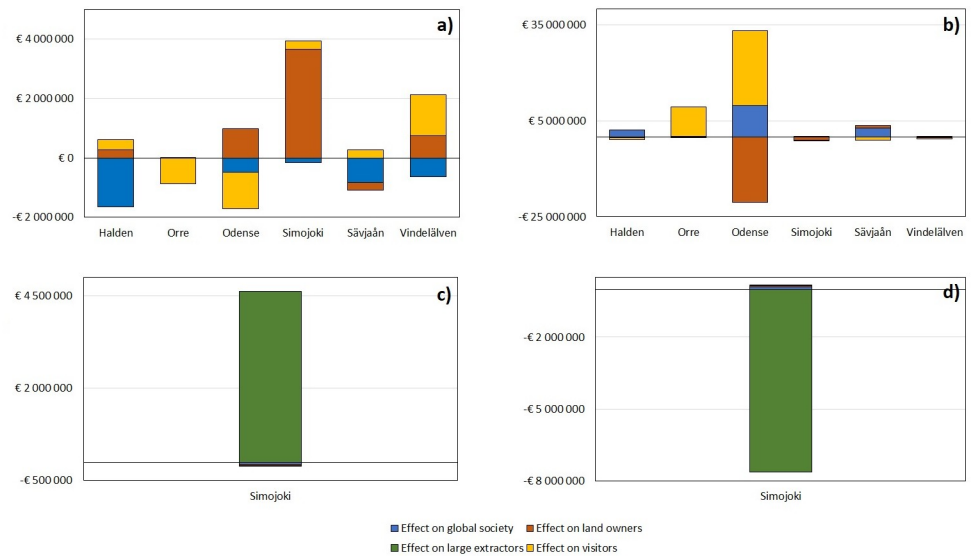 a)
€ 4 000 000
€ 2 000 000
€ 0
-€ 2 000 000
Halden Orre Odense Simojoki Sävjaån Vindelälven
b)
€ 35 000 000
€ 5 000 000
-€ 25 000 000
Halden Orre Odense Simojoki Sävjaån Vindelälven
c)
€ 4 500 000
€ 2 000 000
-€ 500 000
Simojoki
d)
-€ 2 000 000
-€ 5 000 000
-€ 8 000 000
Simojoki
Effect on global society Effect on land owners
Effect on large extractors Effect on visitors